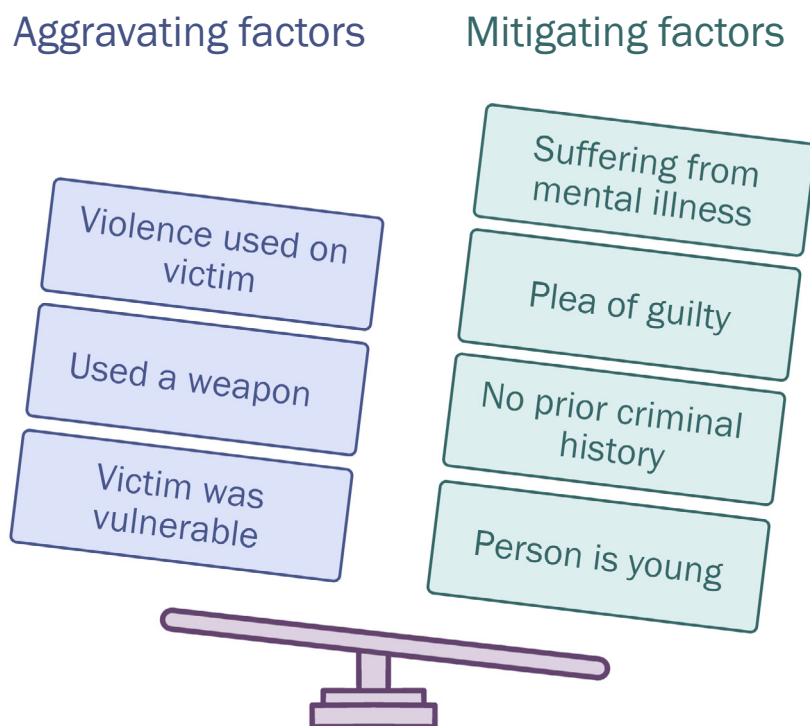 Aggravating factors
Mitigating factors
Violence used on
victim
Used a weapon
Victim was
vulnerable
Suffering from
mental illness
Plea of guilty
No prior criminal
history
Person is young